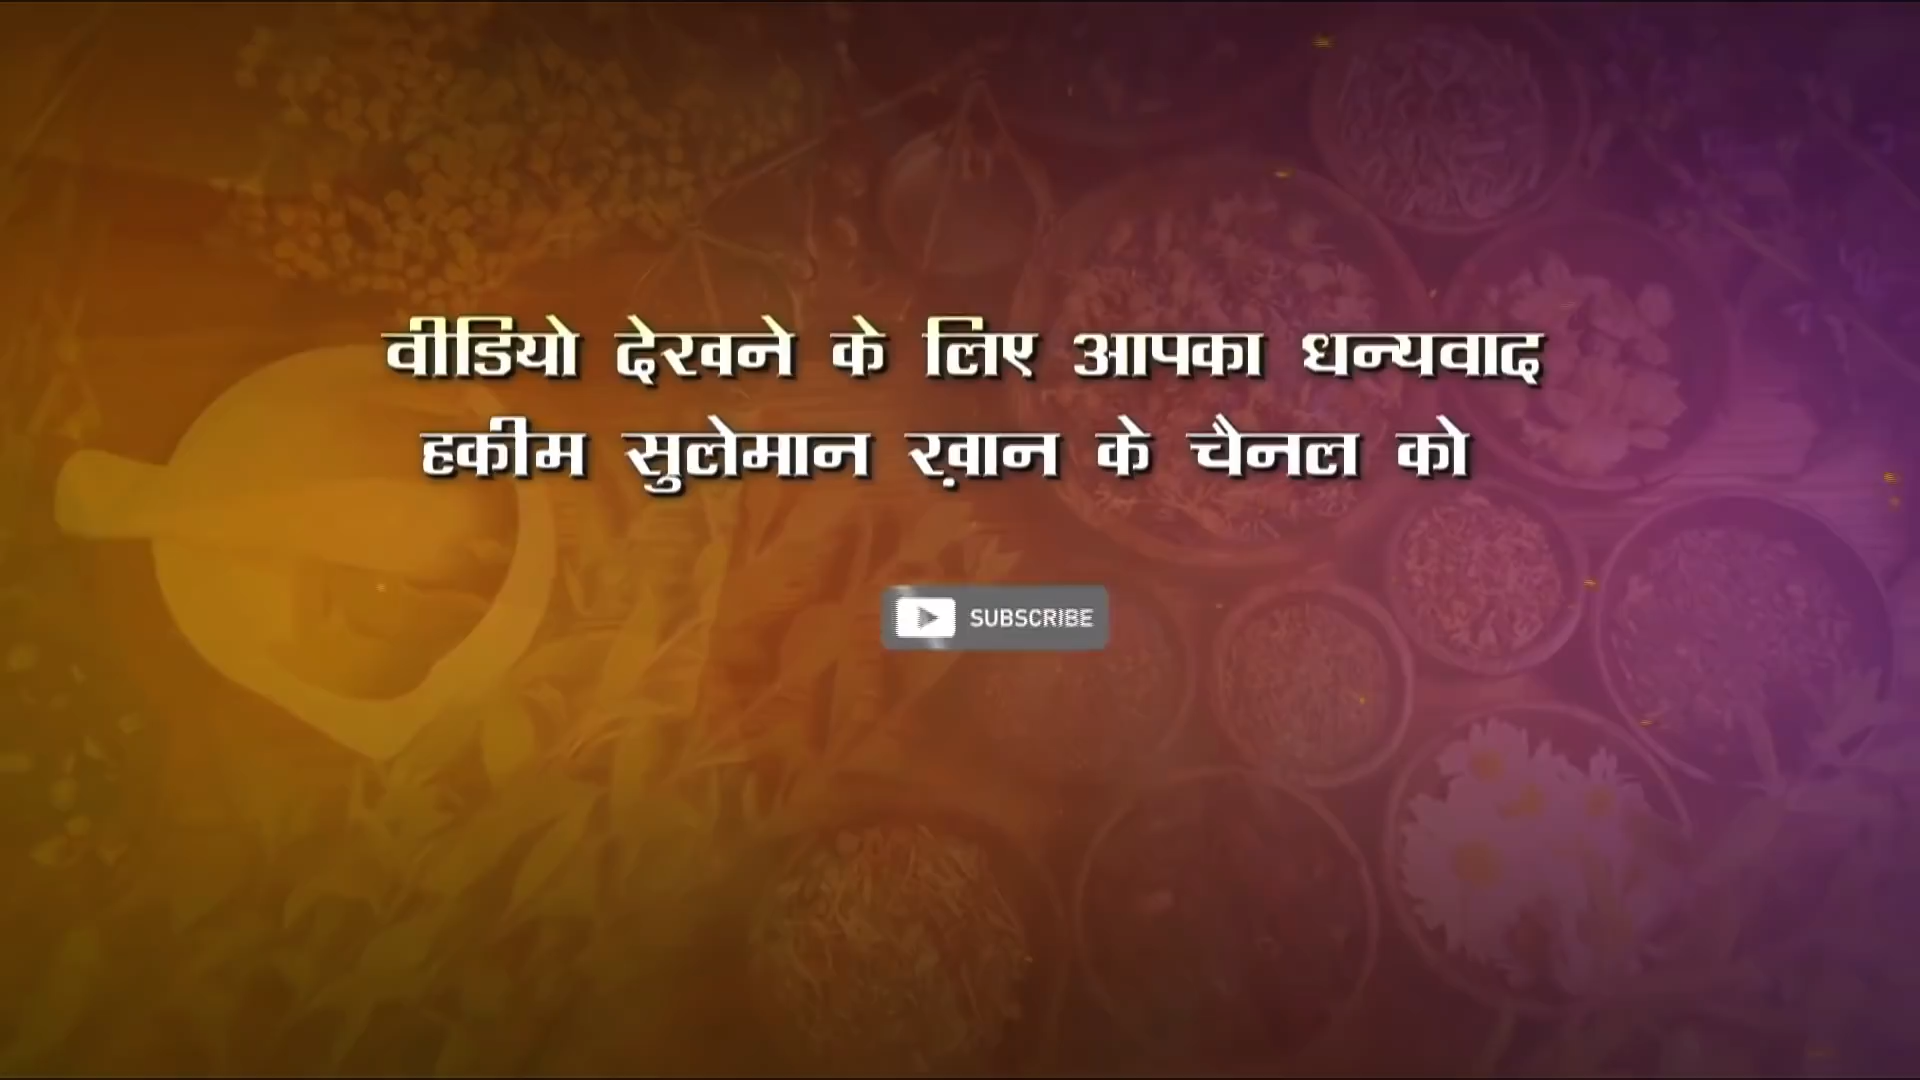 वीडियो देखने के लिए आपका धन्यवाद
हकीम सुलेमान ख़ान के चैनल को
SUBSCRIBE